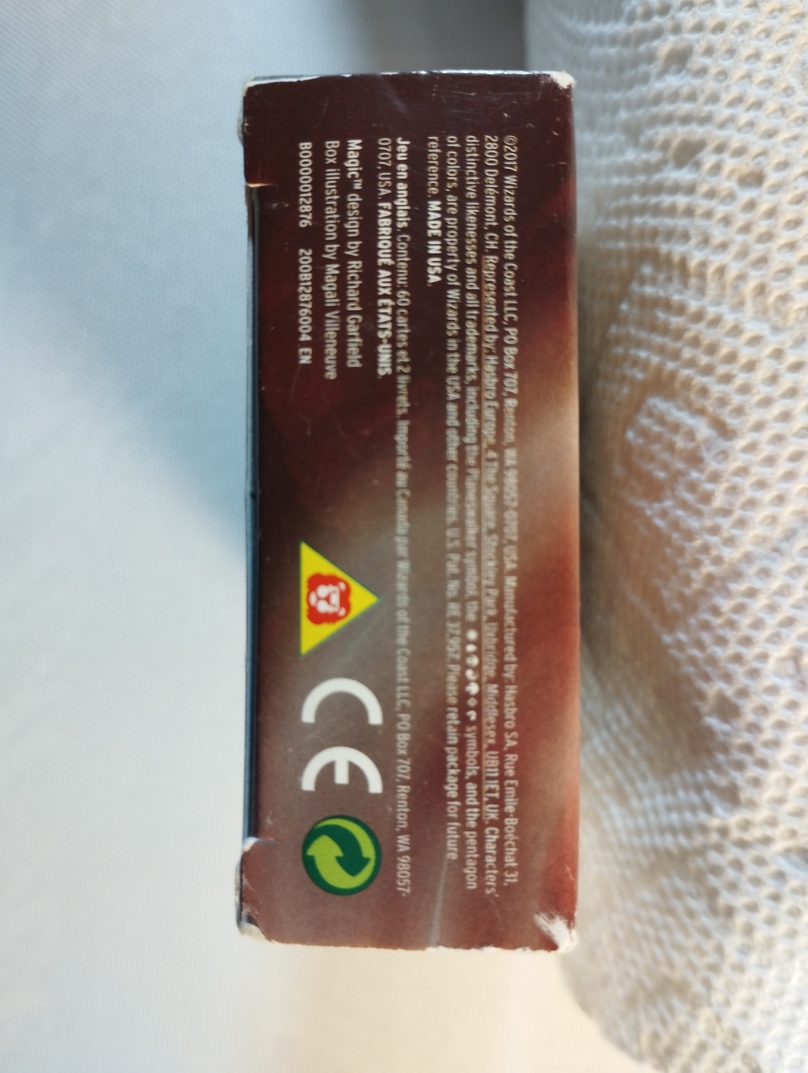 ©2017 Wizards of the Coast LLC, PO Box 707, Renton, WA 98057-0707, USA. Manufactured by: Hasbro SA, Rue Emile-Boéchat 31,
2800 Delémont, CH. Represented by: Hasbro Europe, 4 The Square, Stockley Park, Uxbridge, Middlesex, UB11 1ET, UK. Characters'
distinctive likenesses and all trademarks, including the Planeswalker symbol, the symbols, and the pentagon
of colors, are property of Wizards in the USA and other countries. U.S. Pat. No. RE 37,957. Please retain package for future
reference. MADE IN USA.
Jeu en anglais. Contenu: 60 cartes et 2 livrets. Importé au Canada par Wizards of the Coast LLC, PO Box 707, Renton, WA 98057-
0707, USA. FABRIQUÉ AUX ÉTATS-UNIS.
Magic™ design by Richard Garfield
Box illustration by Magali Villeneuve
B0000012876 200B12876004 EN
CE